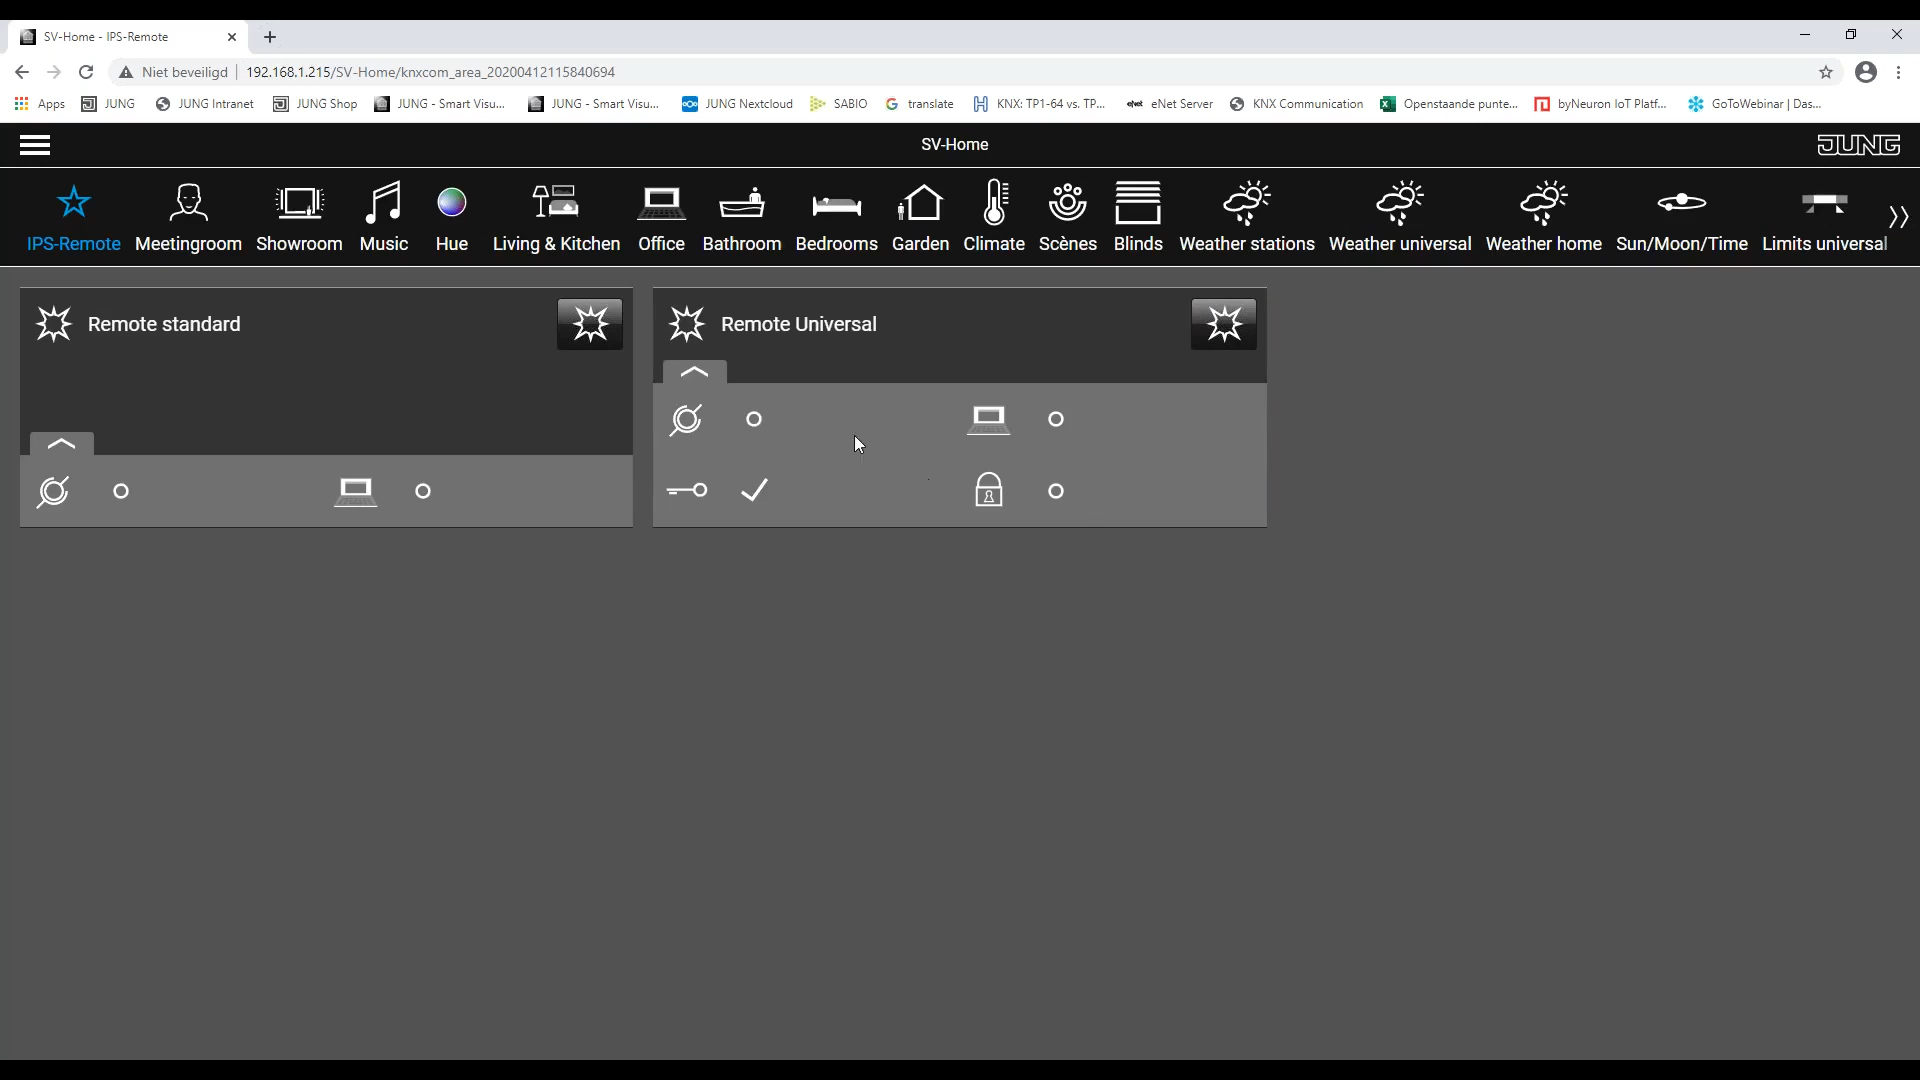 SV-Home - IPS-Remote
Niet beveiligd 192.168.1.215/SV-Home/knxcom_area_20200412115840694
Apps JUNG JUNG Intranet JUNG Shop JUNG - Smart Visu... JUNG - Smart Visu... JUNG Nextcloud SABIO translate KNX: TP1-64 vs. TP... eNet Server KNX Communication Openstaande punte... byNeuron IoT Platf... GoToWebinar | Das...
SV-Home JUNG
IPS-Remote Meetingroom Showroom Music Hue Living & Kitchen Office Bathroom Bedrooms Garden Climate Scènes Blinds Weather stations Weather universal Weather home Sun/Moon/Time Limits universal
Remote standard
Remote Universal